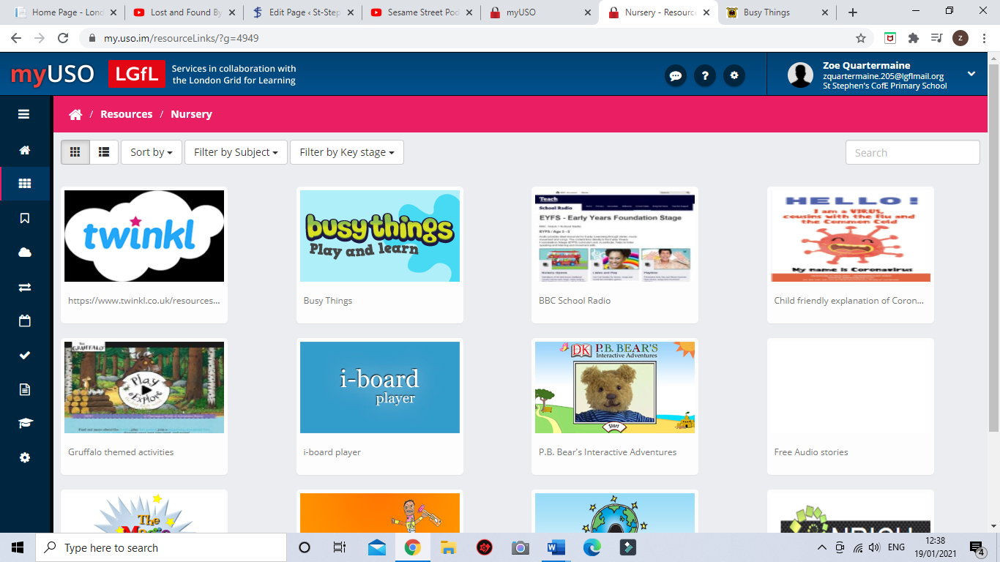 Home Page - Lon
Lost and Found By
Edit Page ‹ St-Step
Sesame Street Pod
myUSO
Nursery - Resourc
Busy Things
my.uso.im/resourceLinks/?g=4949
z
myUSO
LGfL
Services in collaboration with
the London Grid for Learning
?
Zoe Quartermaine
zquartermaine.205@lgflmail.org
St Stephen's CofE Primary School
/ Resources / Nursery
Sort by
Filter by Subject
Filter by Key stage
Search
twinkl
https://www.twinkl.co.uk/resources...
busythings
Play and learn
Busy Things
Teach
School Radio
EYFS - Early Years Foundation Stage
BBC School Radio
HELLO!
I am a VIRUS,
cousins with the Flu and
the Common Cold
My name is Coronavirus
Child friendly explanation of Coron...
THE
GRUFFALO
Play
& Explore
Gruffalo themed activities
i-board
player
i-board player
DK P.B. BEAR'S
Interactive Adventures
Start
P.B. Bear's Interactive Adventures
Free Audio stories
The
Type here to search
ENG
12:38
19/01/2021
4